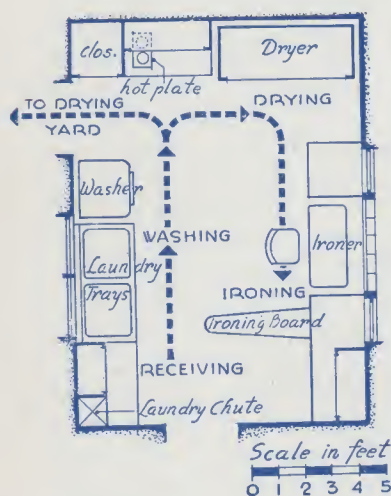 clos.
hot plate
Dryer
TO DRYING
YARD
DRYING
Washer
WASHING
Laundry
Trays
Ironer
IRONING
Ironing Board
RECEIVING
Laundry Chute
Scale in feet
0 1 2 3 4 5